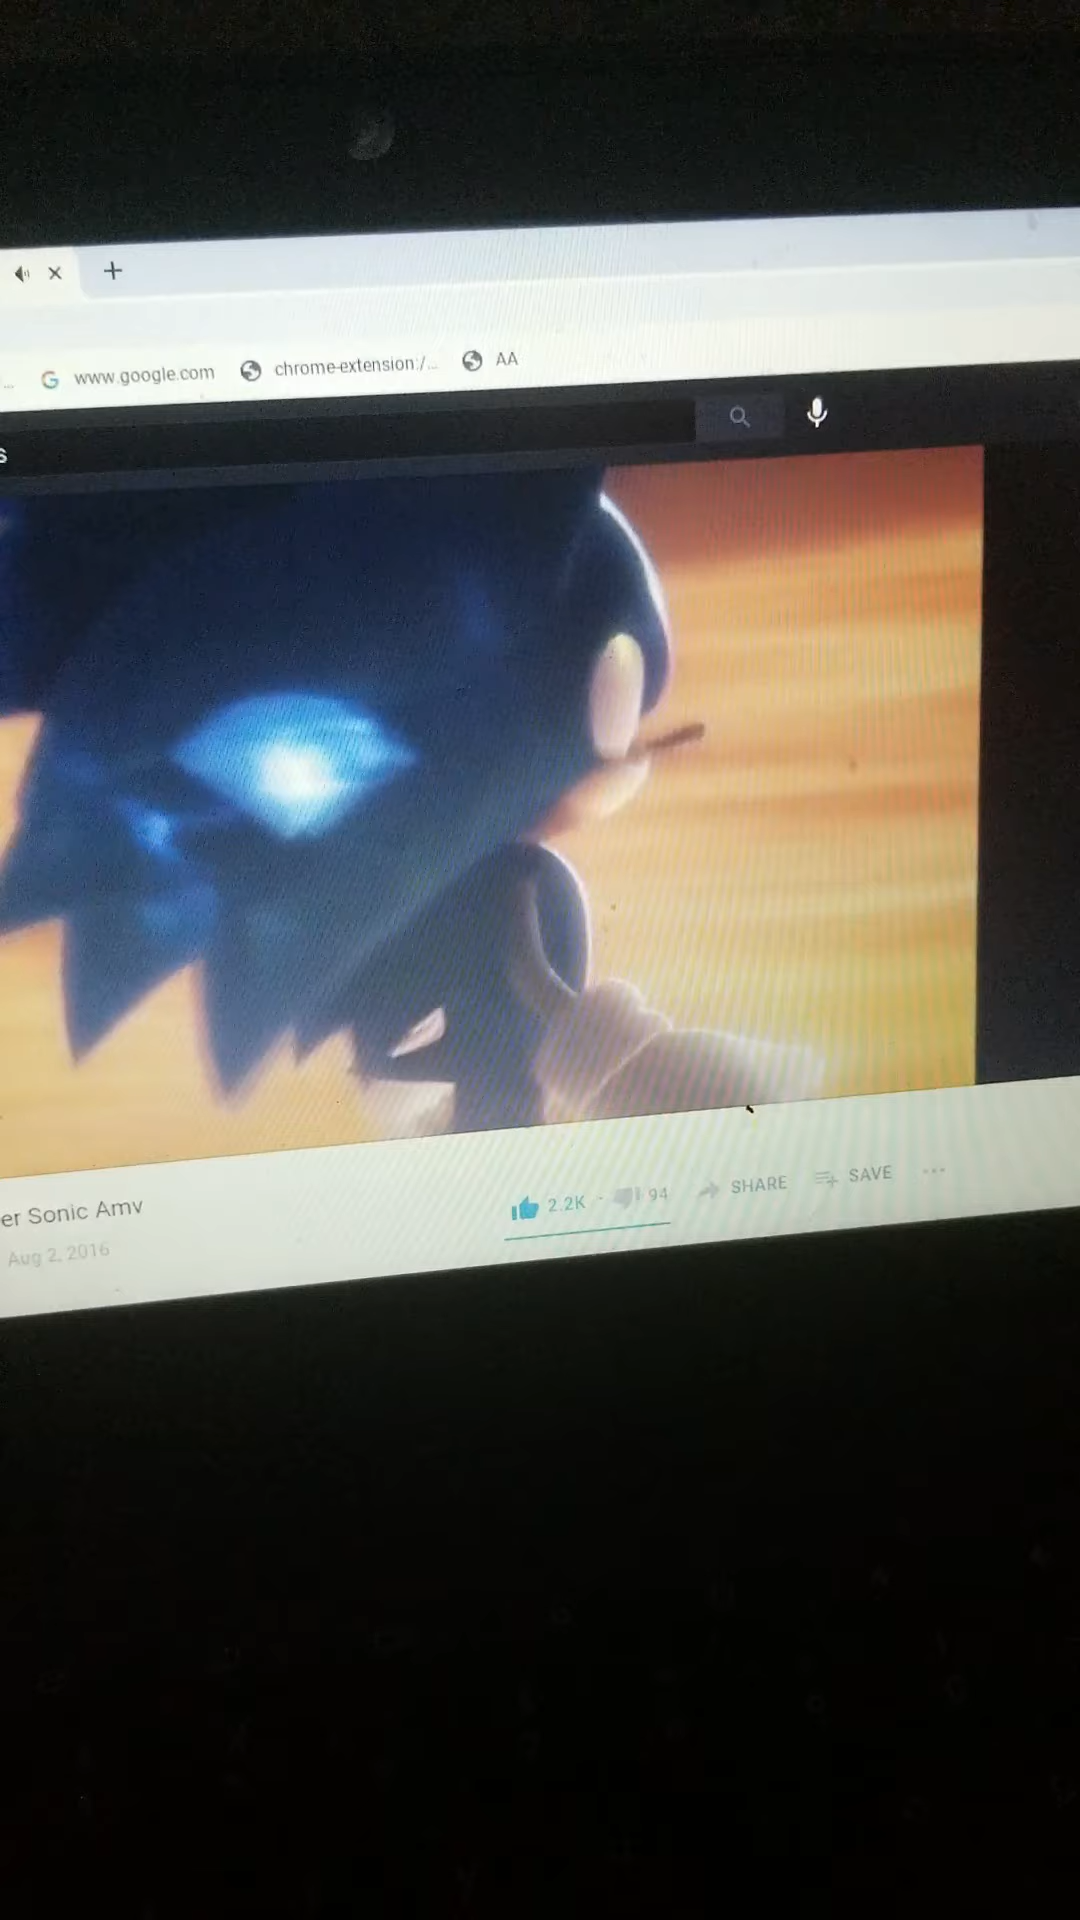 www.google.com
chrome-extension:/...
AA
s
er Sonic Amv
2.2K
94
SHARE
SAVE
Aug 2, 2016